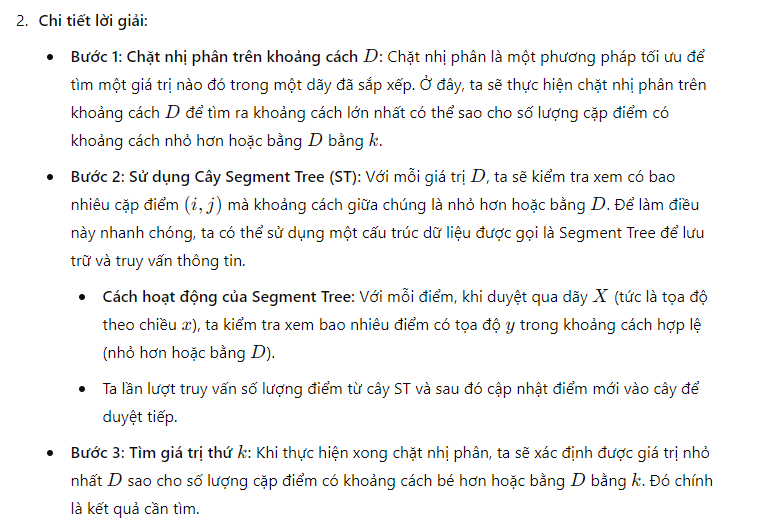 2. Chi tiết lời giải:
• Bước 1: Chặt nhị phân trên khoảng cách D: Chặt nhị phân là một phương pháp tối ưu để
tìm một giá trị nào đó trong một dãy đã sắp xếp. Ở đây, ta sẽ thực hiện chặt nhị phân trên
khoảng cách D để tìm ra khoảng cách lớn nhất có thể sao cho số lượng cặp điểm có
khoảng cách nhỏ hơn hoặc bằng D bằng k.
• Bước 2: Sử dụng Cây Segment Tree (ST): Với mỗi giá trị D, ta sẽ kiểm tra xem có bao
nhiêu cặp điểm (i, j) mà khoảng cách giữa chúng là nhỏ hơn hoặc bằng D. Để làm điều
này nhanh chóng, ta có thể sử dụng một cấu trúc dữ liệu được gọi là Segment Tree để lưu
trữ và truy vấn thông tin.
• Cách hoạt động của Segment Tree: Với mỗi điểm, khi duyệt qua dãy X (tức là tọa độ
theo chiều x), ta kiểm tra xem bao nhiêu điểm có tọa độ y trong khoảng cách hợp lệ
(nhỏ hơn hoặc bằng D).
• Ta lần lượt truy vấn số lượng điểm từ cây ST và sau đó cập nhật điểm mới vào cây để
duyệt tiếp.
• Bước 3: Tìm giá trị thứ k: Khi thực hiện xong chặt nhị phân, ta sẽ xác định được giá trị nhỏ
nhất D sao cho số lượng cặp điểm có khoảng cách bé hơn hoặc bằng D bằng k. Đó chính
là kết quả cần tìm.